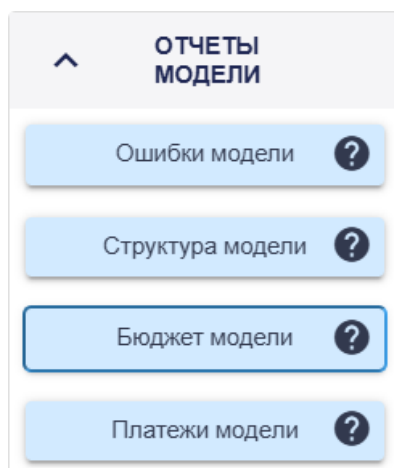 ОТЧЕТЫ
МОДЕЛИ
Ошибки модели
Структура модели
Бюджет модели
Платежи модели